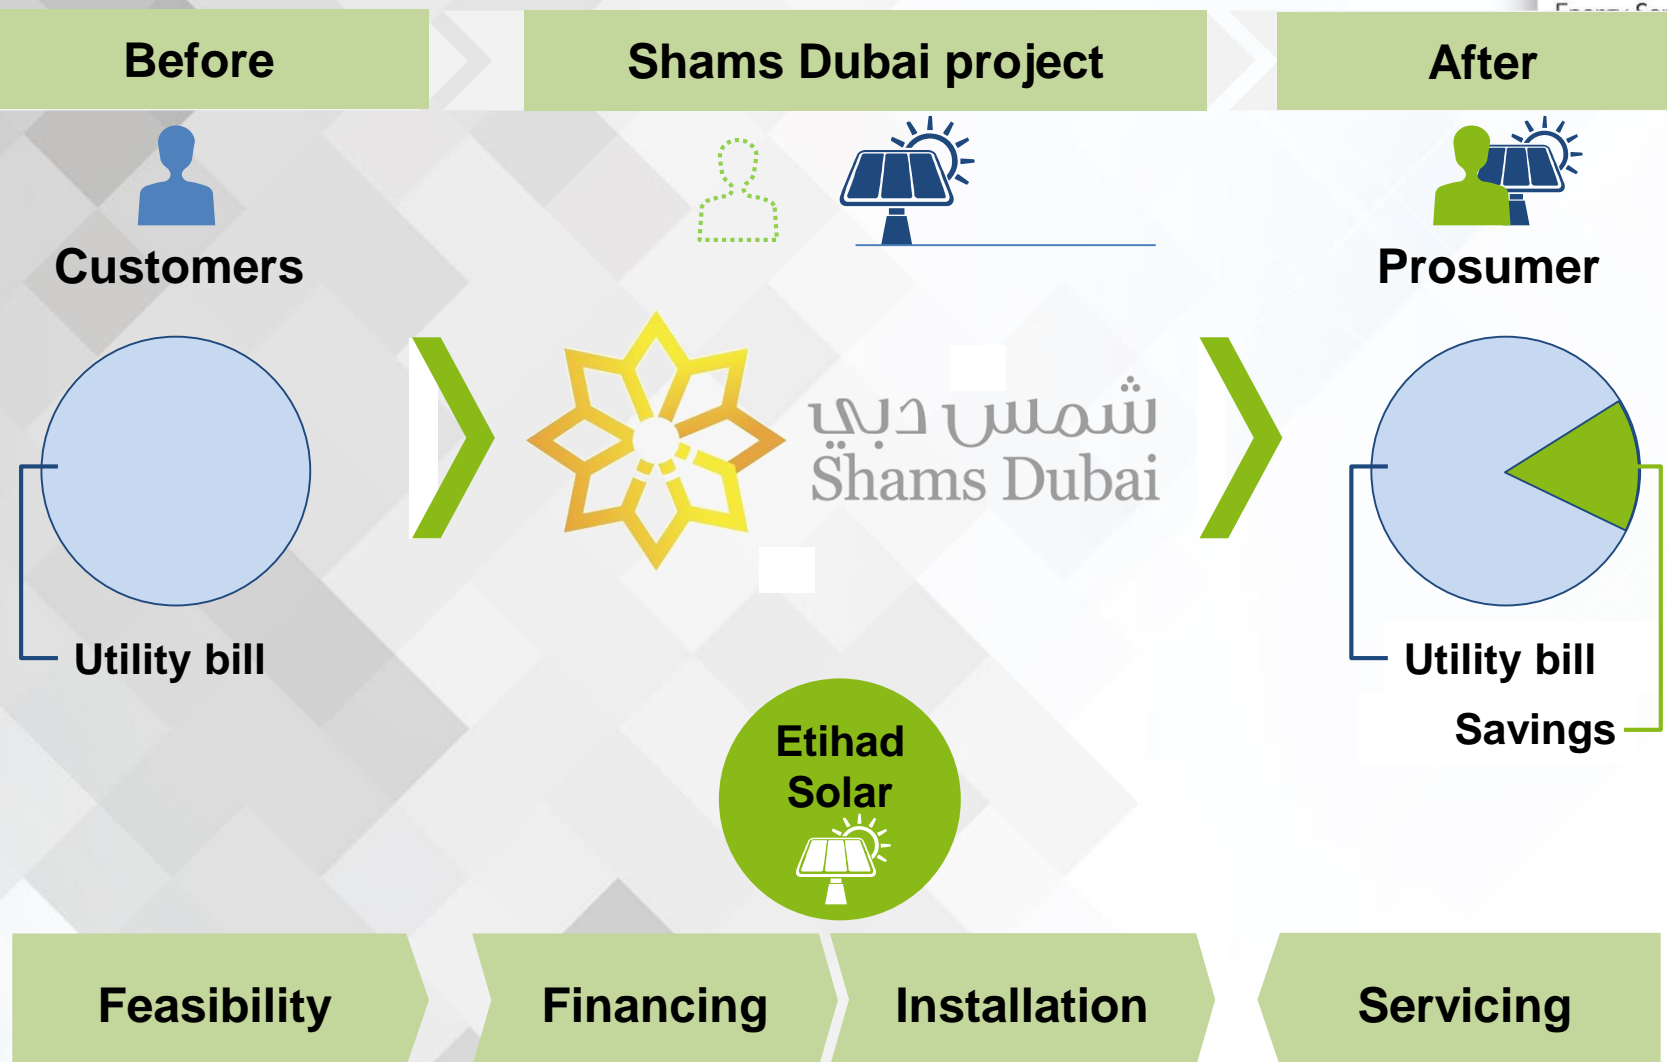 Before
Shams Dubai project
After
Customers
Prosumer
شمس دبي
Shams Dubai
Utility bill
Utility bill
Savings
Etihad
Solar
Feasibility
Financing
Installation
Servicing